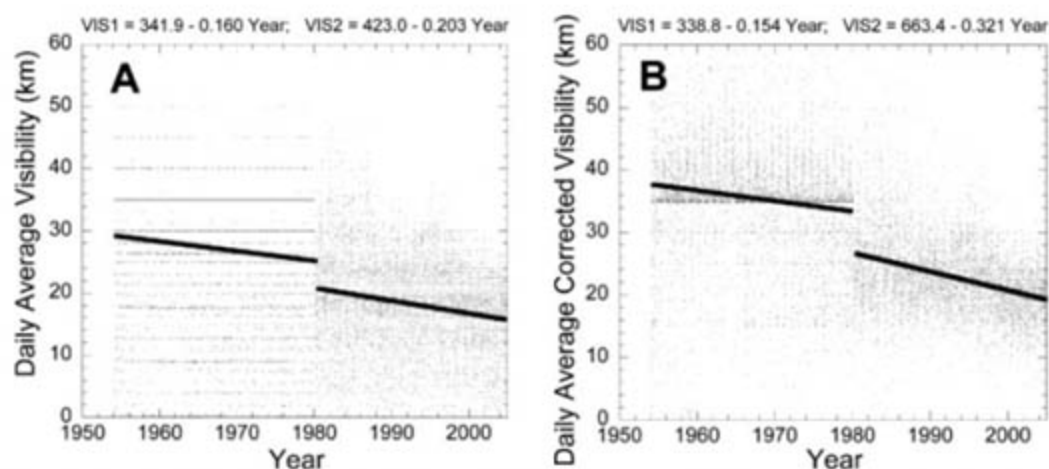 VIS1 = 341.9 - 0.160 Year; VIS2 = 423.0 - 0.203 Year
A
Daily Average Visibility (km)
60
50
40
30
20
10
0
1950 1960 1970 1980 1990 2000
Year
VIS1 = 338.8 - 0.154 Year; VIS2 = 663.4 - 0.321 Year
B
Daily Average Corrected Visibility (km)
60
50
40
30
20
10
0
1950 1960 1970 1980 1990 2000
Year